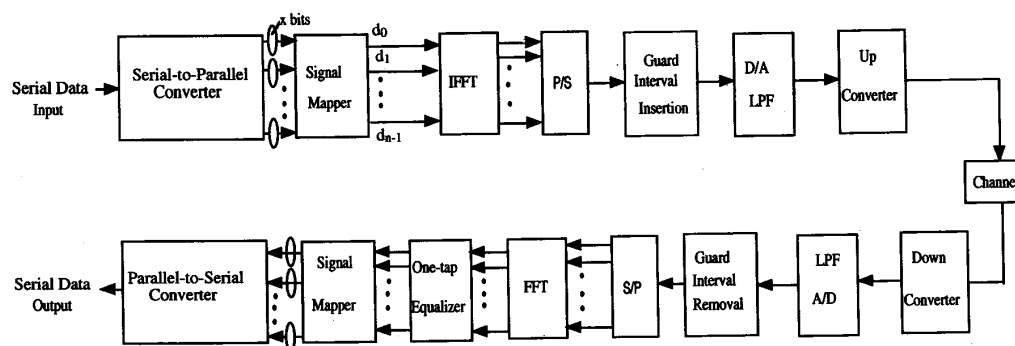 x bits
Serial Data
Input
Serial-to-Parallel
Converter
Signal
Mapper
d0
d1
dn-1
IFFT
P/S
Guard
Interval
Insertion
D/A
LPF
Up
Converter
Channel
Serial Data
Output
Parallel-to-Serial
Converter
Signal
Mapper
One-tap
Equalizer
FFT
S/P
Guard
Interval
Removal
LPF
A/D
Down
Converter